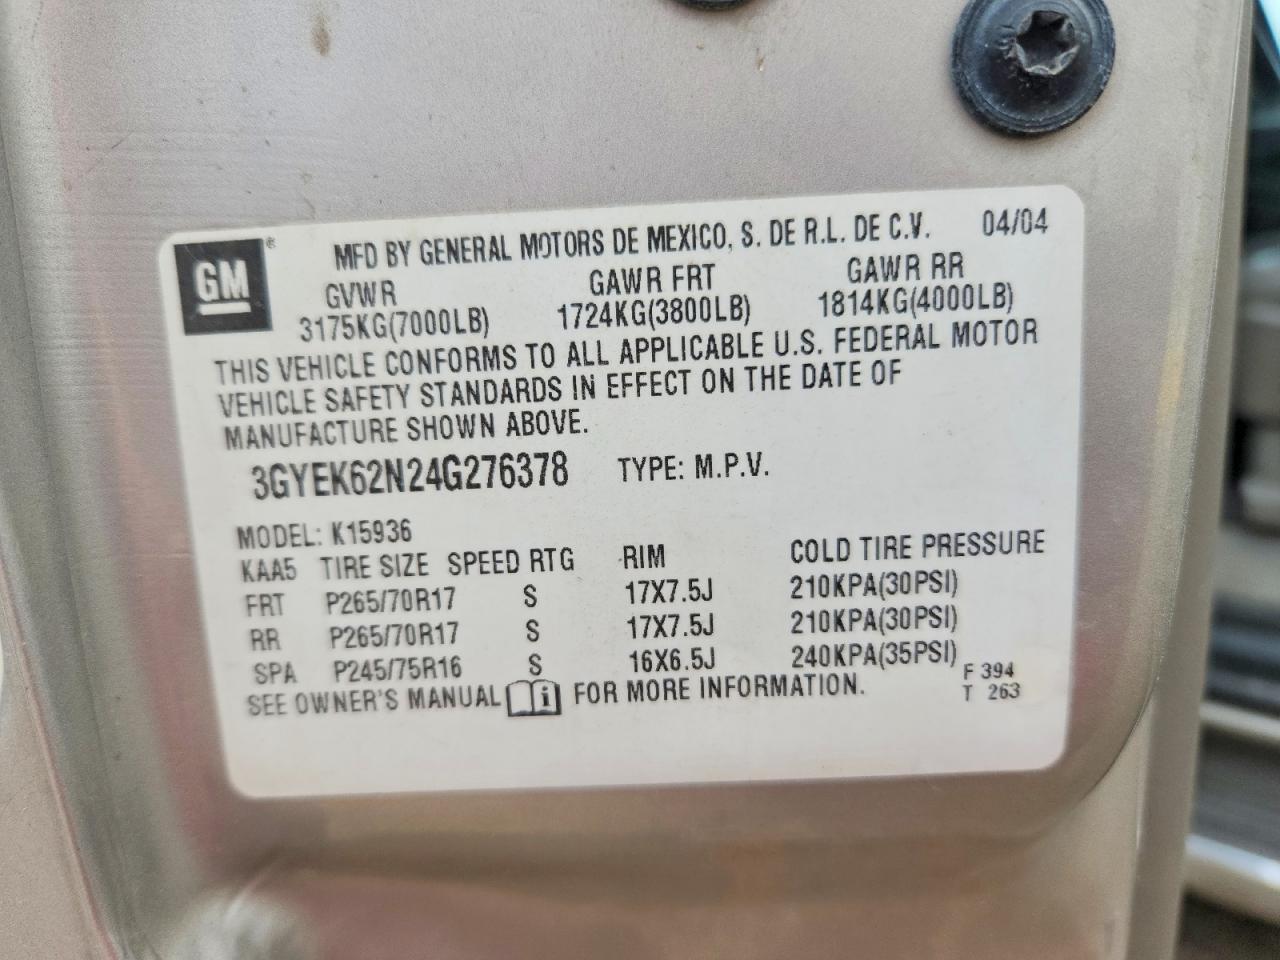 GM ®
MFD BY GENERAL MOTORS DE MEXICO, S. DE R.L. DE C.V. 04/04
GVWR GAWR FRT GAWR RR
3175KG(7000LB) 1724KG(3800LB) 1814KG(4000LB)
THIS VEHICLE CONFORMS TO ALL APPLICABLE U.S. FEDERAL MOTOR
VEHICLE SAFETY STANDARDS IN EFFECT ON THE DATE OF
MANUFACTURE SHOWN ABOVE.
3GYEK62N24G276378 TYPE: M.P.V.
MODEL: K15936
KAA5 TIRE SIZE SPEED RTG RIM COLD TIRE PRESSURE
FRT P265/70R17 S 17X7.5J 210KPA(30PSI)
RR P265/70R17 S 17X7.5J 210KPA(30PSI)
SPA P245/75R16 S 16X6.5J 240KPA(35PSI) F 394
SEE OWNER'S MANUAL i FOR MORE INFORMATION. T 263